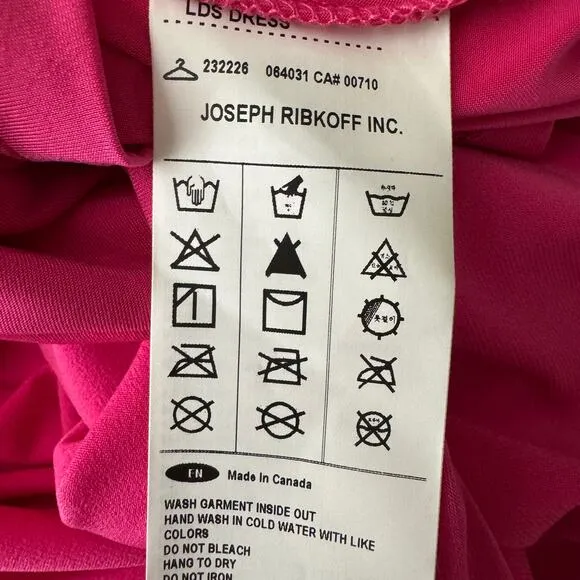 LDS DRESS
232226 064031 CA# 00710
JOSEPH RIBKOFF INC.
EN Made In Canada
WASH GARMENT INSIDE OUT
HAND WASH IN COLD WATER WITH LIKE
COLORS
DO NOT BLEACH
HANG TO DRY
DO NOT IRON